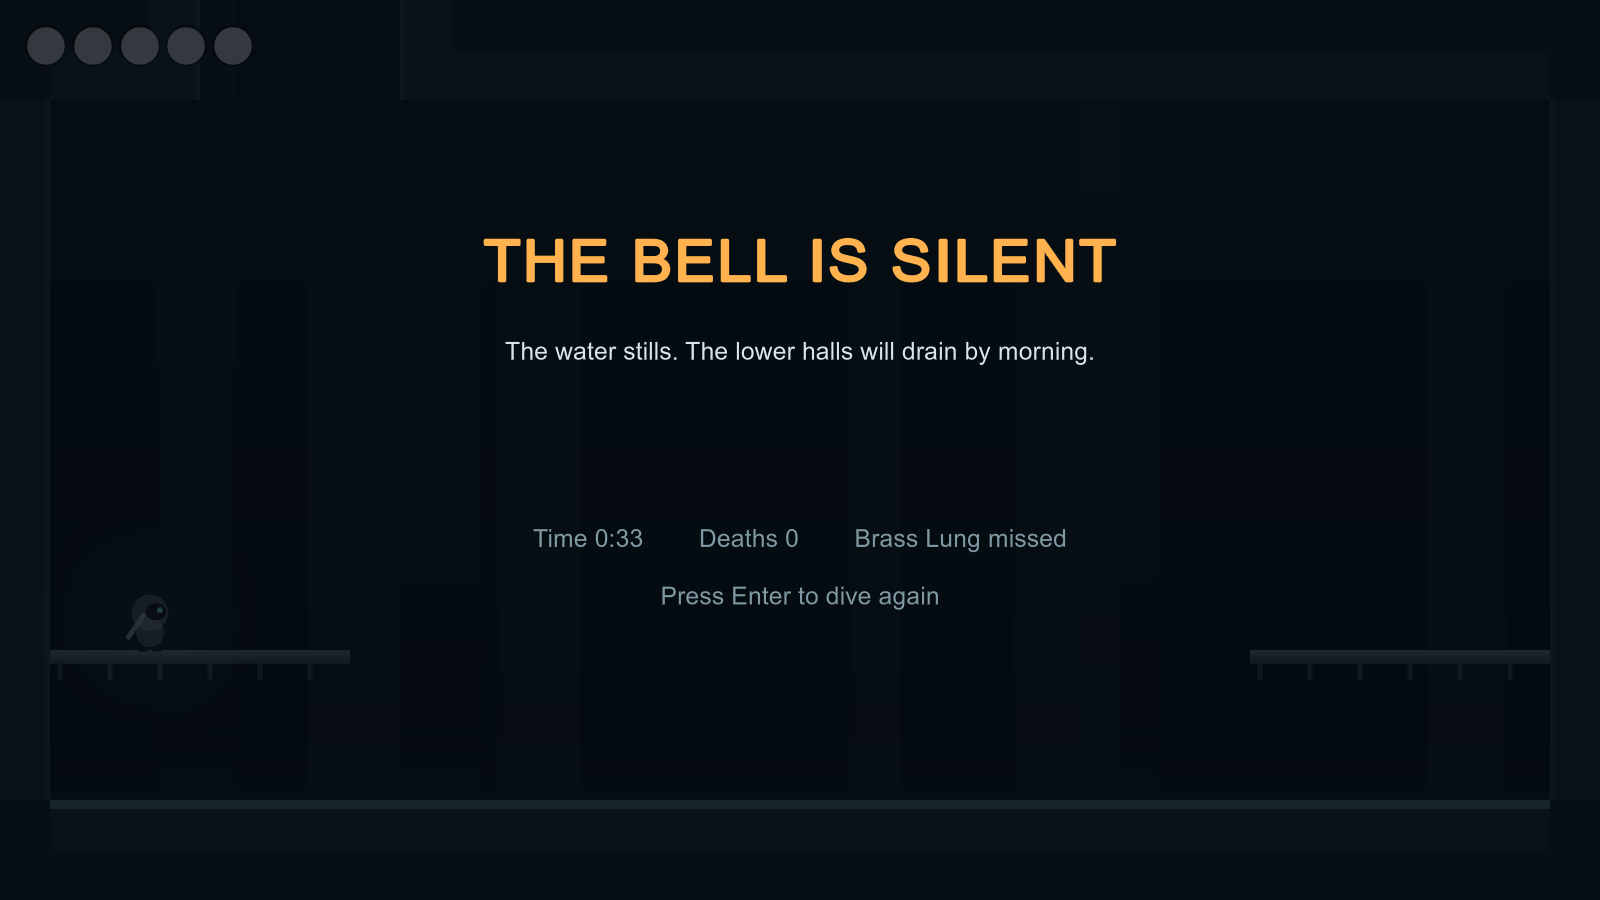 THE BELL IS SILENT
The water stills. The lower halls will drain by morning.
Time 0:33 Deaths 0 Brass Lung missed
Press Enter to dive again